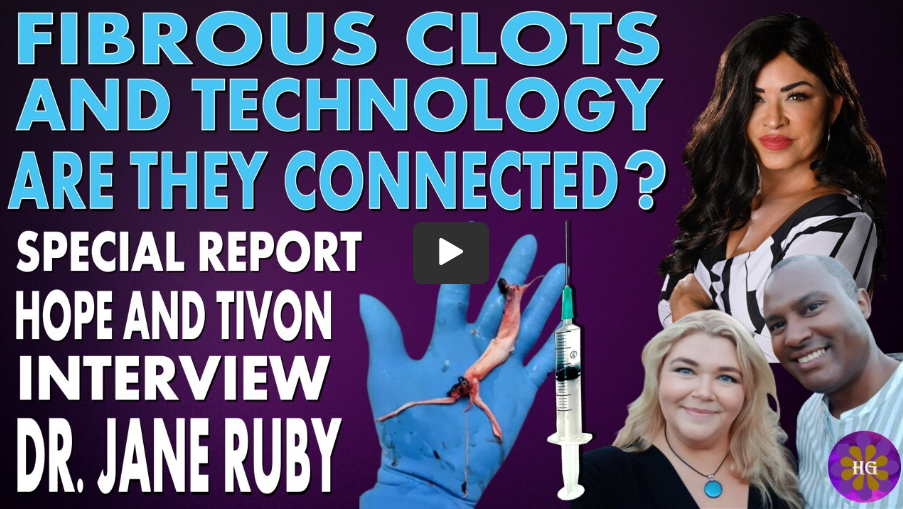 FIBROUS CLOTS
AND TECHNOLOGY
ARE THEY CONNECTED?
SPECIAL REPORT
HOPE AND TIVON
INTERVIEW
DR. JANE RUBY
HG